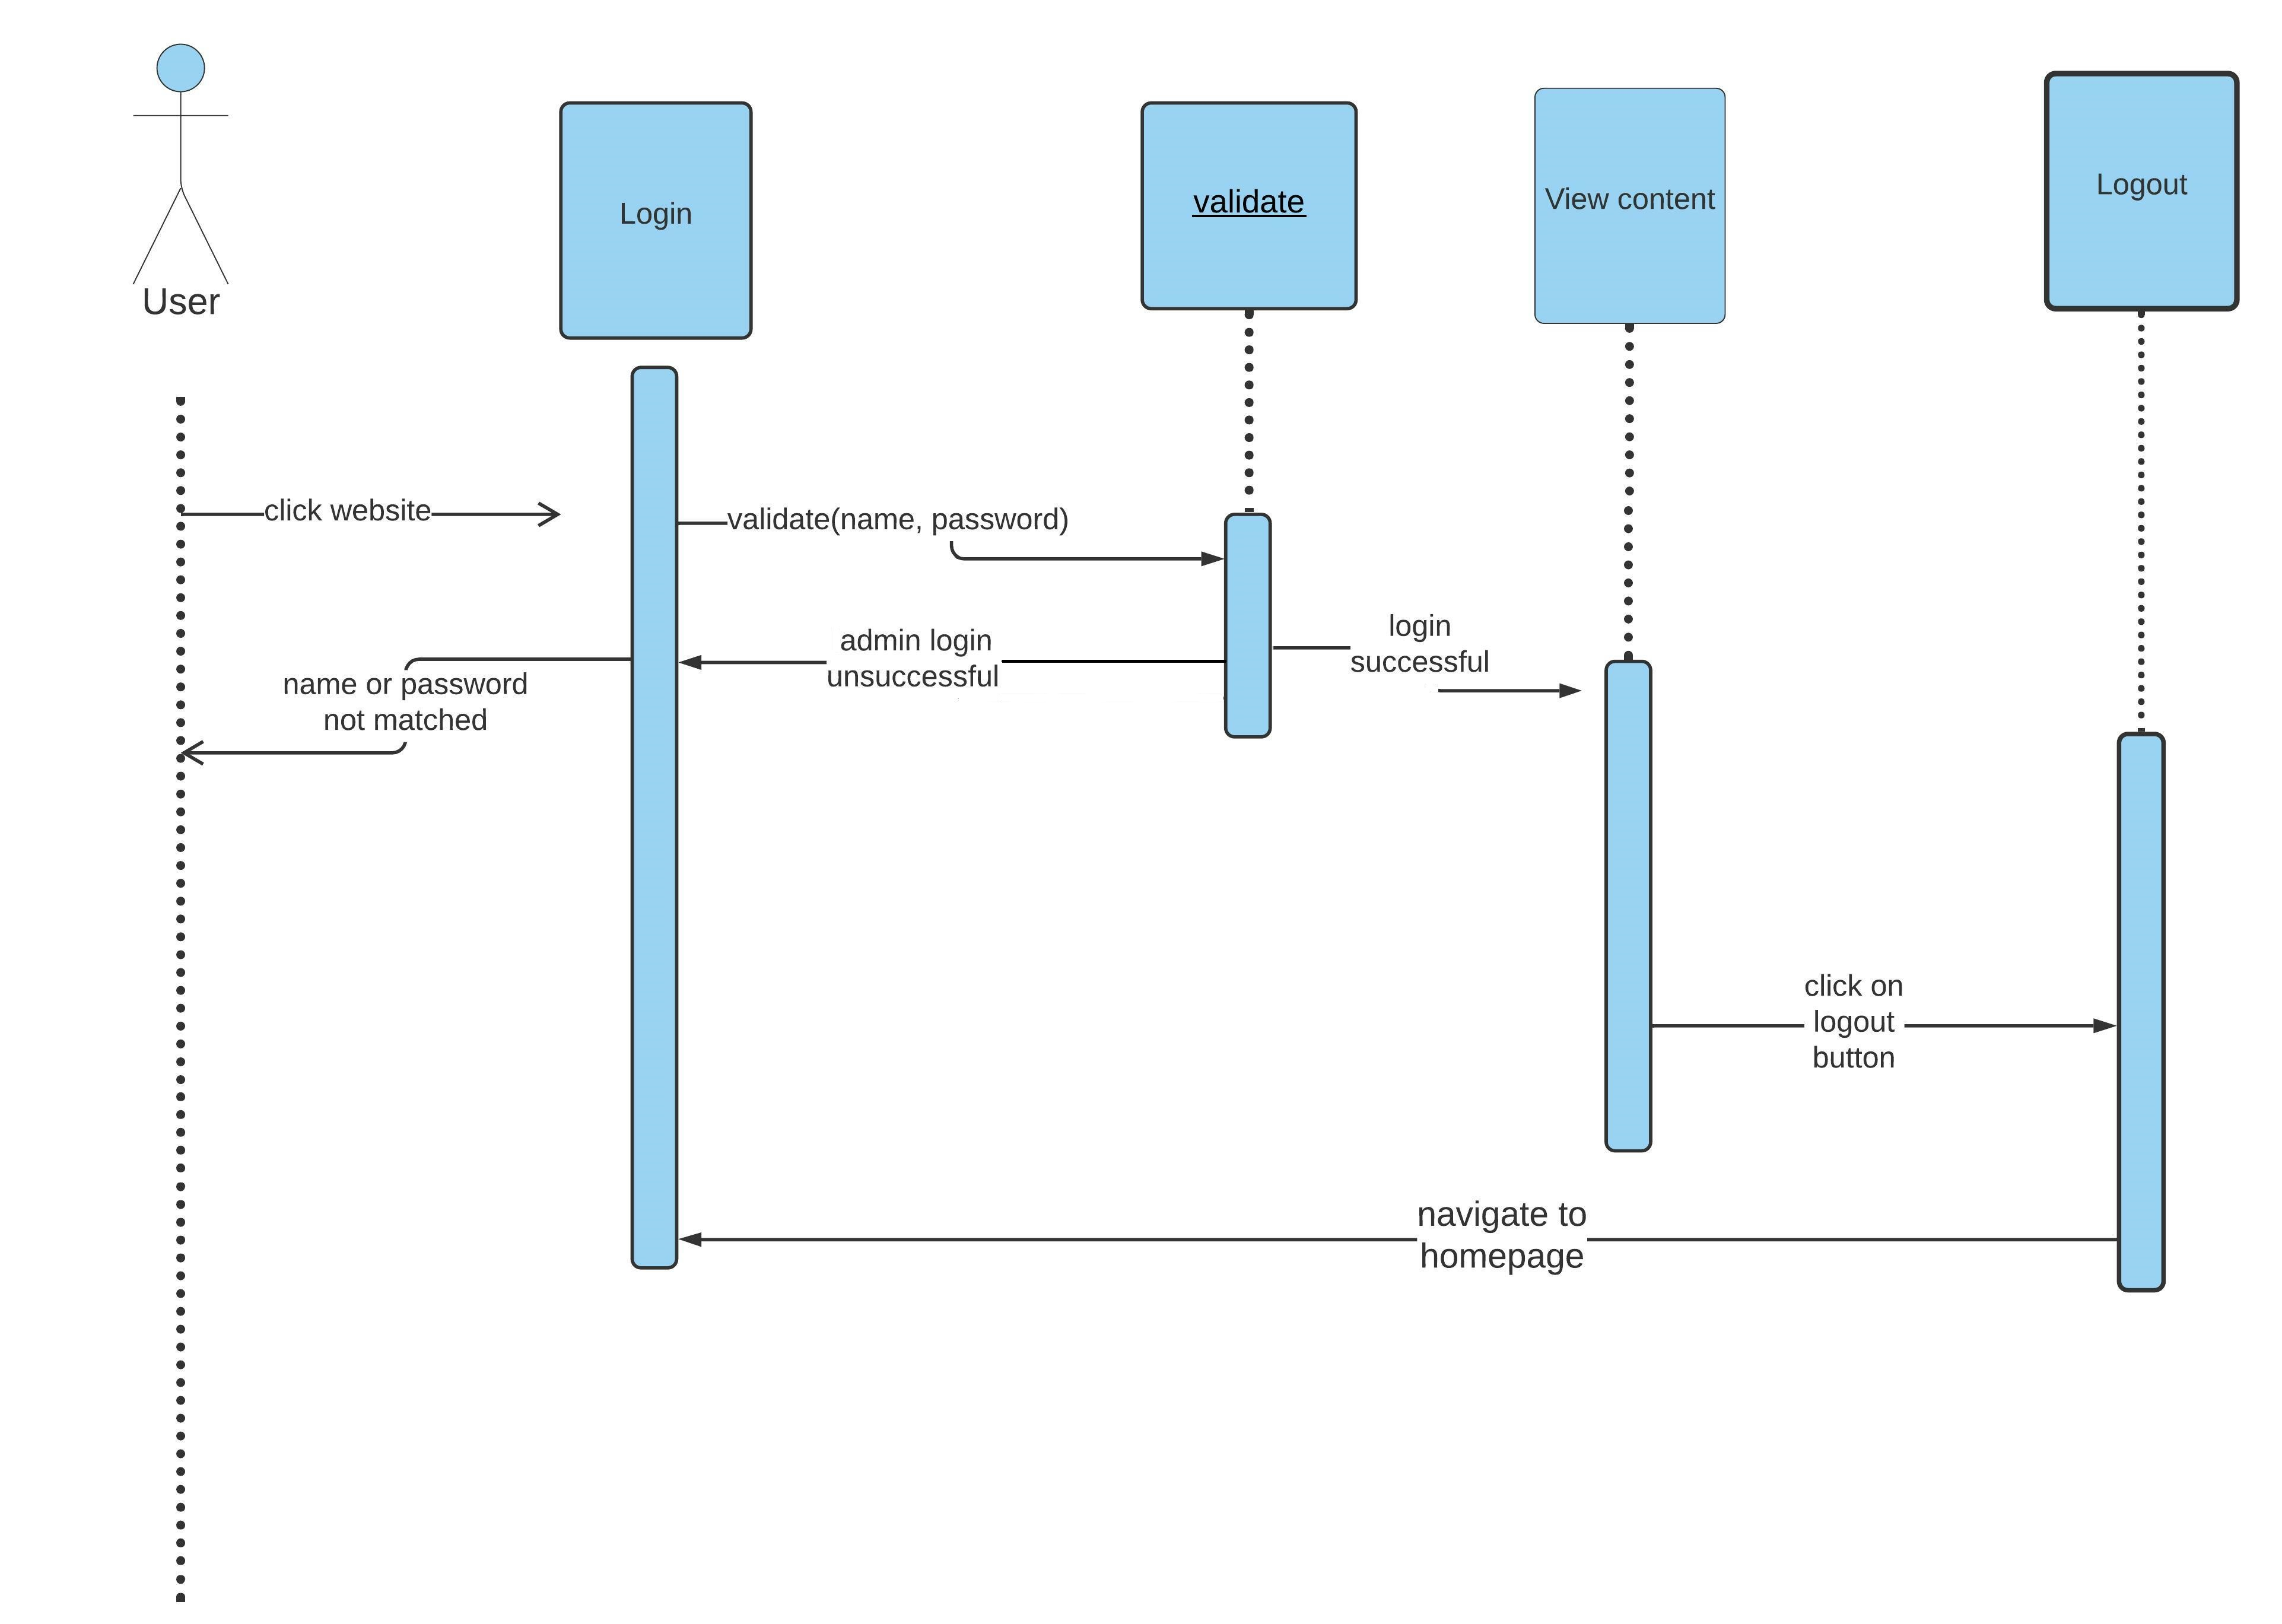 User
Login
validate
View content
Logout
click website
validate(name, password)
admin login
unsuccessful
login
successful
name or password
not matched
click on
logout
button
navigate to
homepage